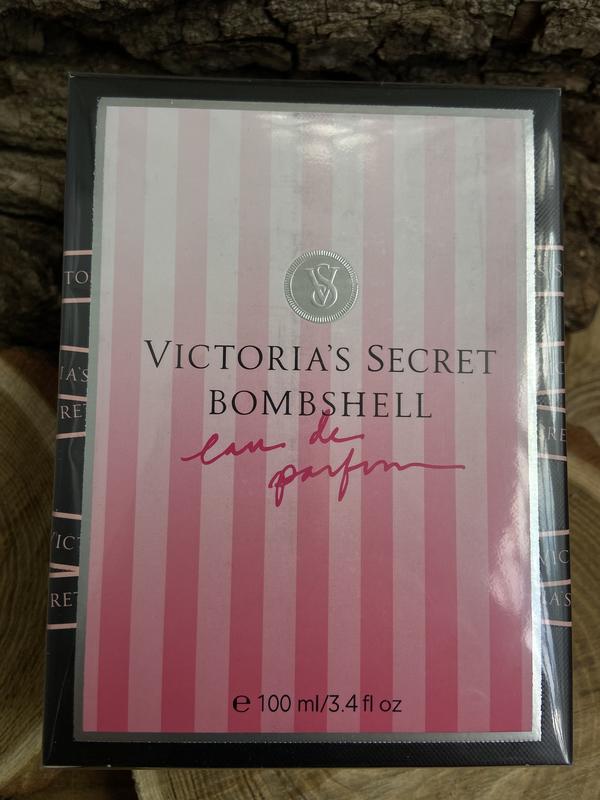 VS
VICTORIA'S SECRET
BOMBSHELL
eau de
parfum
℮ 100 ml/3.4 fl oz